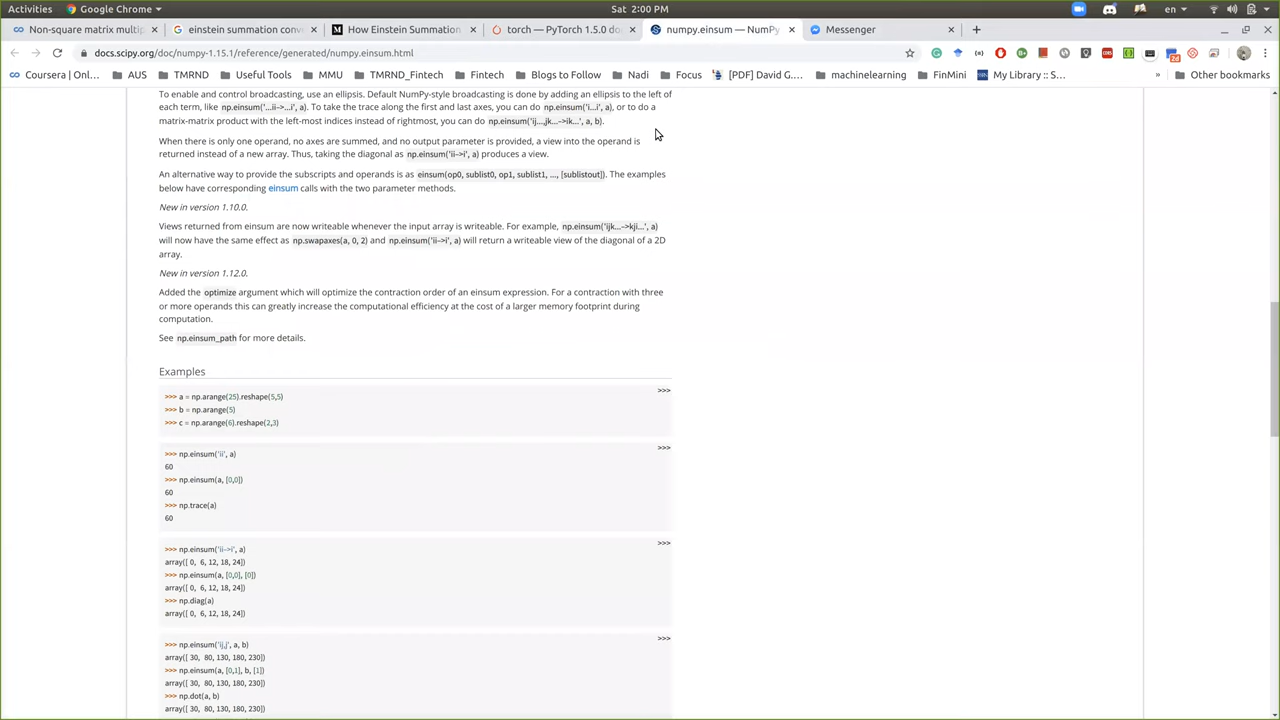 Activities
Google Chrome
Sat 2:00 PM
en
Non-square matrix multip
einstein summation conve
How Einstein Summation
torch — PyTorch 1.5.0 do
numpy.einsum — NumPy
Messenger
docs.scipy.org/doc/numpy-1.15.1/reference/generated/numpy.einsum.html
Coursera | Onl...
AUS
TMRND
Useful Tools
MMU
TMRND_Fintech
Fintech
Blogs to Follow
Nadi
Focus
[PDF] David G....
machinelearning
FinMini
My Library :: S...
»
Other bookmarks
To enable and control broadcasting, use an ellipsis. Default NumPy-style broadcasting is done by adding an ellipsis to the left of
each term, like np.einsum('...ii->...i', a). To take the trace along the first and last axes, you can do np.einsum('i...i', a), or to do a
matrix-matrix product with the left-most indices instead of rightmost, you can do np.einsum('ij...,jk...->ik...', a, b).
When there is only one operand, no axes are summed, and no output parameter is provided, a view into the operand is
returned instead of a new array. Thus, taking the diagonal as np.einsum('ii->i', a) produces a view.
An alternative way to provide the subscripts and operands is as einsum(op0, sublist0, op1, sublist1, ..., [sublistout]). The examples
below have corresponding einsum calls with the two parameter methods.
New in version 1.10.0.
Views returned from einsum are now writeable whenever the input array is writeable. For example, np.einsum('ijk...->kji...', a)
will now have the same effect as np.swapaxes(a, 0, 2) and np.einsum('ii->i', a) will return a writeable view of the diagonal of a 2D
array.
New in version 1.12.0.
Added the optimize argument which will optimize the contraction order of an einsum expression. For a contraction with three
or more operands this can greatly increase the computational efficiency at the cost of a larger memory footprint during
computation.
See np.einsum_path for more details.
Examples
>>>
>>> a = np.arange(25).reshape(5,5)
>>> b = np.arange(5)
>>> c = np.arange(6).reshape(2,3)
>>>
>>> np.einsum('ii', a)
60
>>> np.einsum(a, [0,0])
60
>>> np.trace(a)
60
>>>
>>> np.einsum('ii->i', a)
array([ 0, 6, 12, 18, 24])
>>> np.einsum(a, [0,0], [0])
array([ 0, 6, 12, 18, 24])
>>> np.diag(a)
array([ 0, 6, 12, 18, 24])
>>>
>>> np.einsum('ij,j', a, b)
array([ 30, 80, 130, 180, 230])
>>> np.einsum(a, [0,1], b, [1])
array([ 30, 80, 130, 180, 230])
>>> np.dot(a, b)
array([ 30, 80, 130, 180, 230])